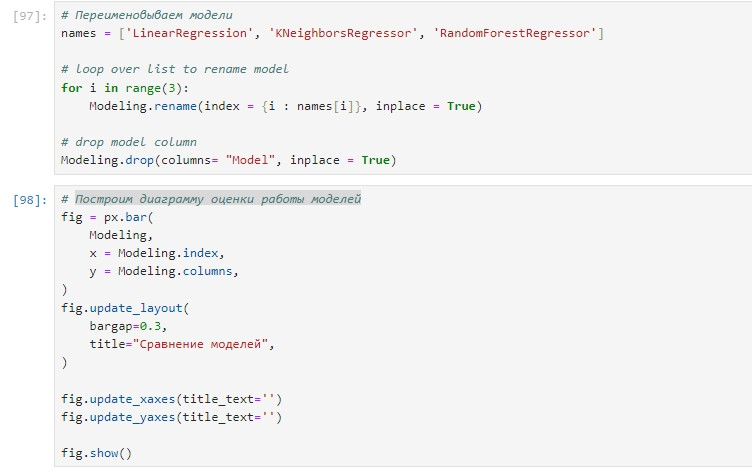 [97]:
# Переименовываем модели
names = ['LinearRegression', 'KNeighborsRegressor', 'RandomForestRegressor']
# loop over list to rename model
for i in range(3):
    Modeling.rename(index = {i : names[i]}, inplace = True)
# drop model column
Modeling.drop(columns= "Model", inplace = True)
[98]:
# Построим диаграмму оценки работы моделей
fig = px.bar(
    Modeling,
    x = Modeling.index,
    y = Modeling.columns,
)
fig.update_layout(
    bargap=0.3,
    title="Сравнение моделей",
)
fig.update_xaxes(title_text='')
fig.update_yaxes(title_text='')
fig.show()